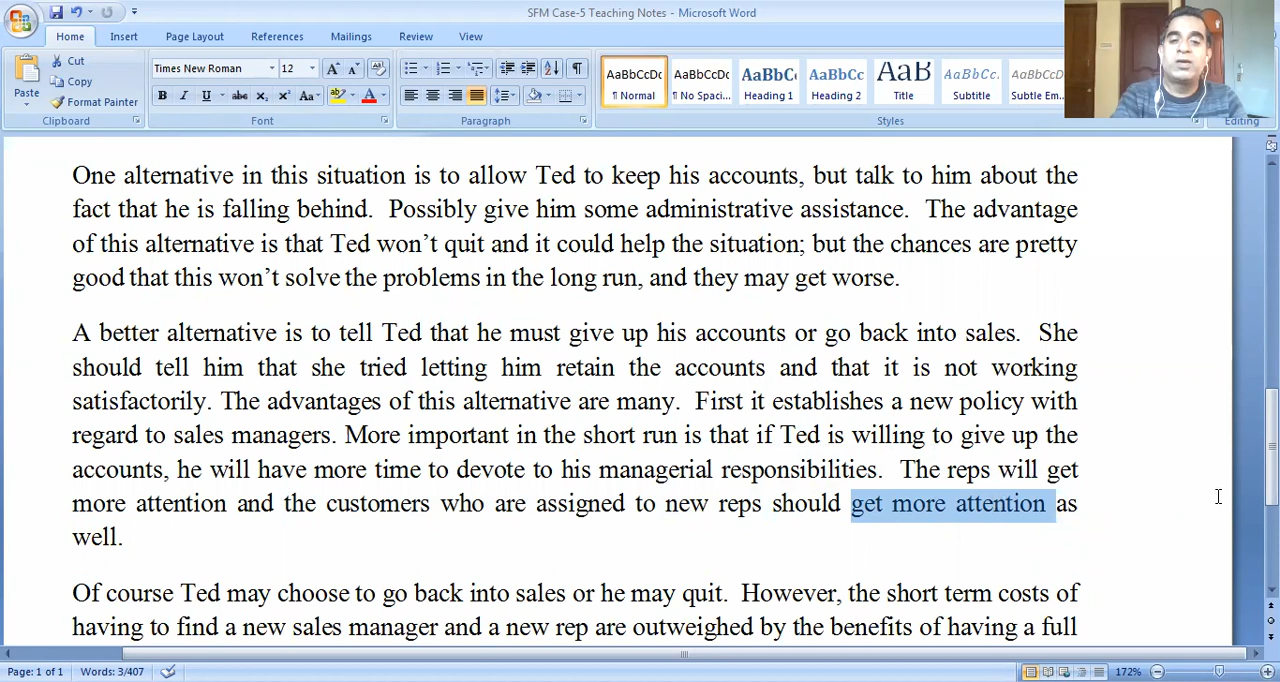 SFM Case-5 Teaching Notes - Microsoft Word
Home Insert Page Layout References Mailings Review View
Paste
Cut
Copy
Format Painter
Clipboard
Times New Roman 12
Font
Paragraph
AaBbCcDc AaBbCcDc AaBbC AaBbCc AaB AaBbCc. AaBbCc.
¶ Normal ¶ No Spaci... Heading 1 Heading 2 Title Subtitle Subtle Em...
Styles
Editing
One alternative in this situation is to allow Ted to keep his accounts, but talk to him about the
fact that he is falling behind. Possibly give him some administrative assistance. The advantage
of this alternative is that Ted won’t quit and it could help the situation; but the chances are pretty
good that this won’t solve the problems in the long run, and they may get worse.
A better alternative is to tell Ted that he must give up his accounts or go back into sales. She
should tell him that she tried letting him retain the accounts and that it is not working
satisfactorily. The advantages of this alternative are many. First it establishes a new policy with
regard to sales managers. More important in the short run is that if Ted is willing to give up the
accounts, he will have more time to devote to his managerial responsibilities. The reps will get
more attention and the customers who are assigned to new reps should get more attention as
well.
Of course Ted may choose to go back into sales or he may quit. However, the short term costs of
having to find a new sales manager and a new rep are outweighed by the benefits of having a full
Page: 1 of 1 Words: 3/407 172%